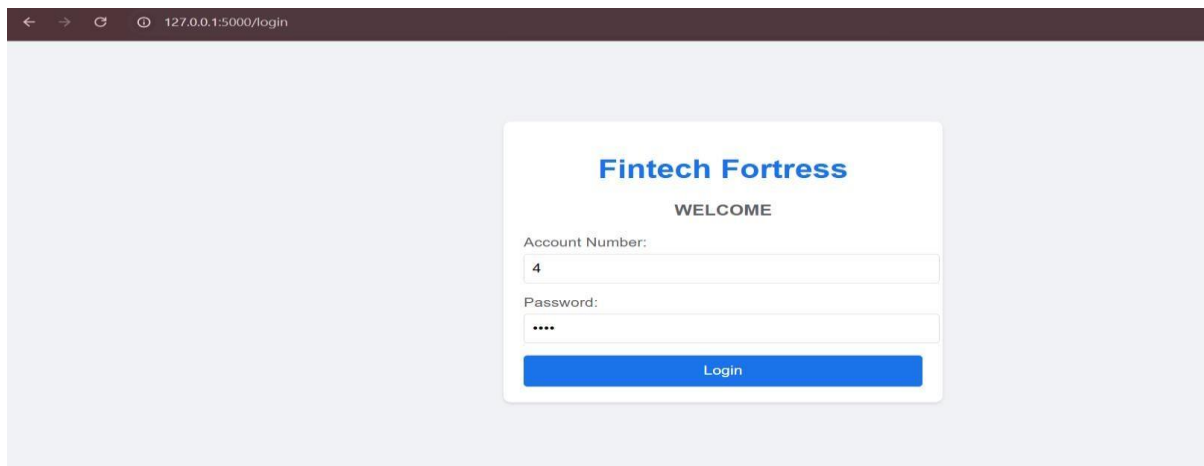 127.0.0.1:5000/login
Fintech Fortress
WELCOME
Account Number:
4
Password:
••••
Login